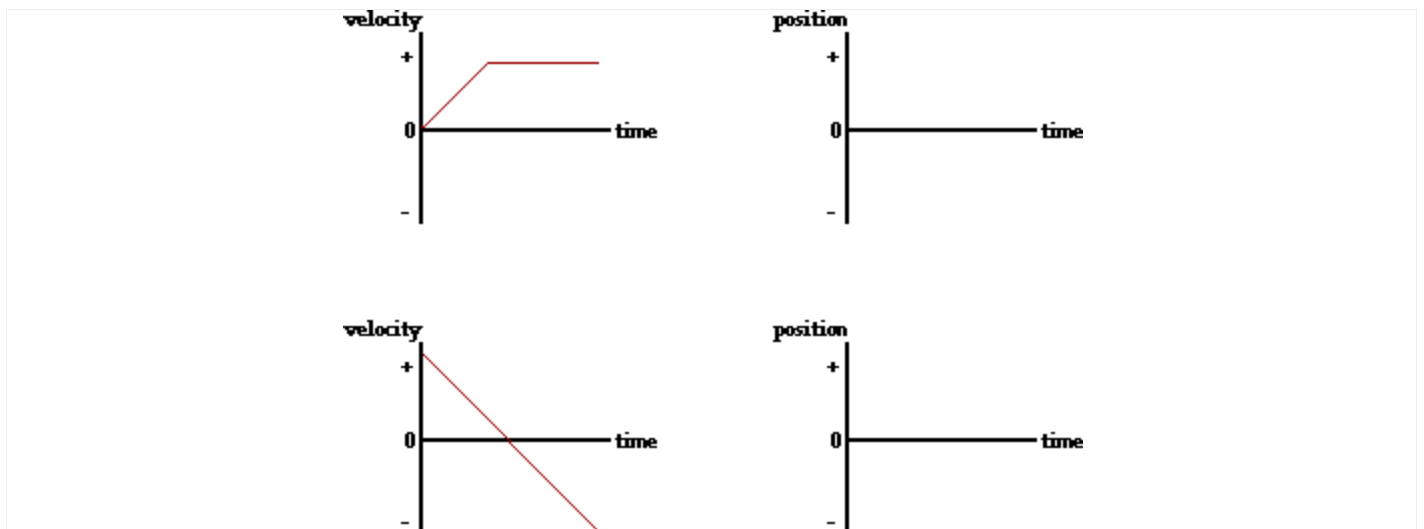 velocity
+
0
time
-
position
+
0
time
-
velocity
+
0
time
-
position
+
0
time
-